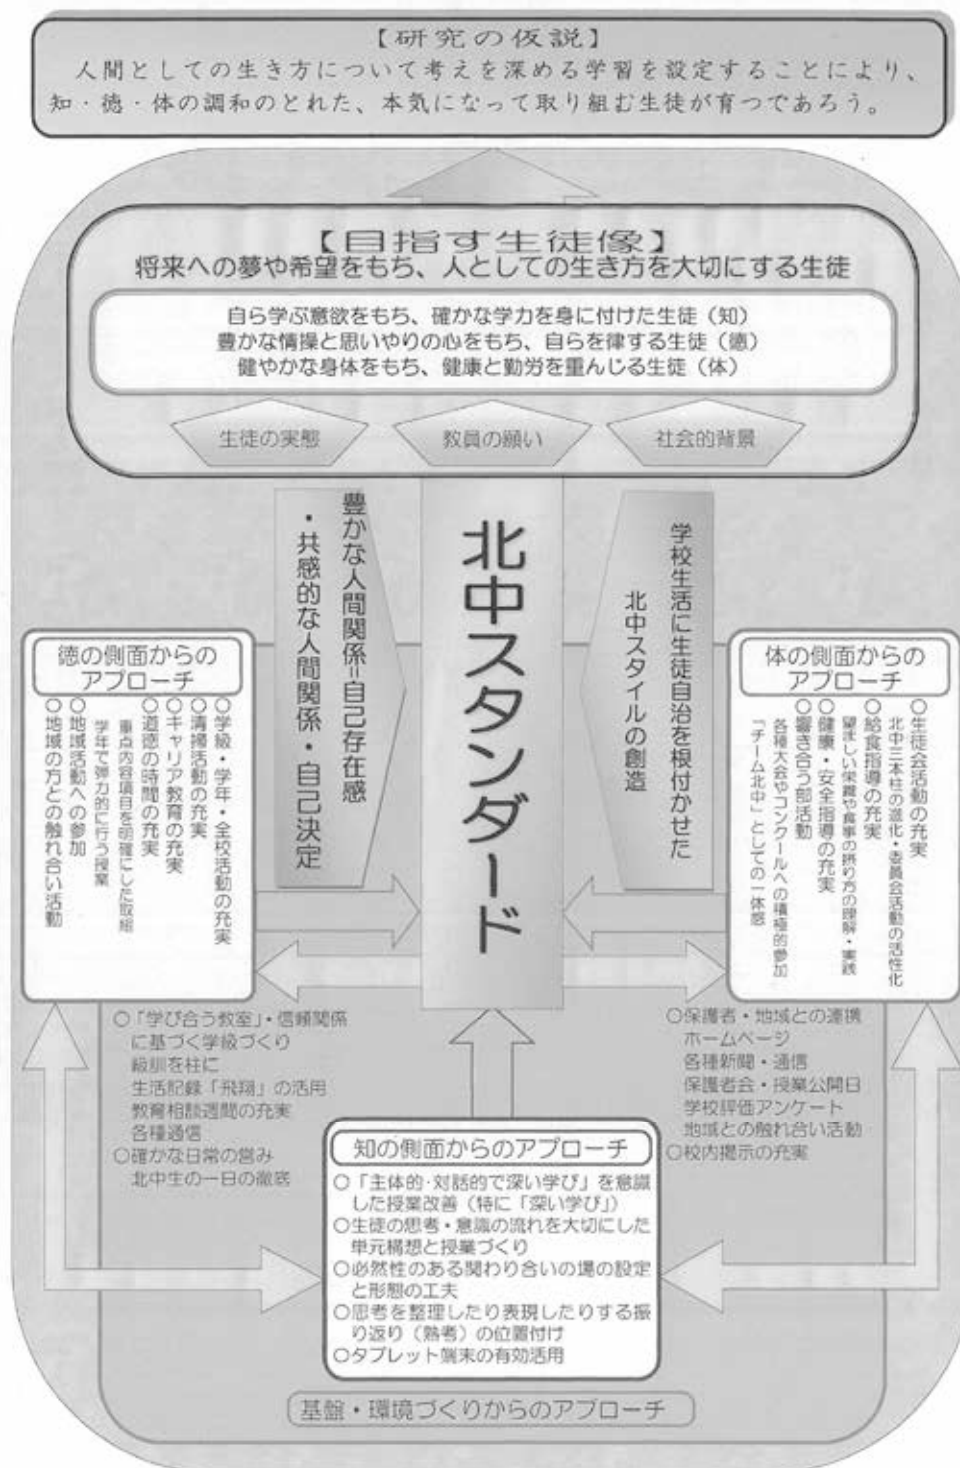 【研究の仮説】
人間としての生き方について考えを深める学習を設定することにより、
知・徳・体の調和のとれた、本気になって取り組む生徒が育つであろう。
【目指す生徒像】
将来への夢や希望をもち、人としての生き方を大切にする生徒
自ら学ぶ意欲をもち、確かな学力を身に付けた生徒（知）
豊かな情操と思いやりの心をもち、自らを律する生徒（徳）
健やかな身体をもち、健康と勤労を重んじる生徒（体）
生徒の実態
教員の願い
社会的背景
豊かな人間関係＝自己存在感
・共感的な人間関係・自己決定
北中スタンダード
学校生活に生徒自治を根付かせた
北中スタイルの創造
徳の側面からの
アプローチ
○学級・学年・全校活動の充実
○清掃活動の充実
○キャリア教育の充実
○道徳の時間の充実
重点内容項目を明確にした取組
学年で弾力的に行う授業
○地域活動への参加
○地域の方との触れ合い活動
体の側面からの
アプローチ
○生徒会活動の充実
北中三本柱の進化・委員会活動の活性化
○給食指導の充実
望ましい栄養や食事の摂り方の理解・実践
○健康・安全指導の充実
○響き合う部活動
各種大会やコンクールへの積極的参加
「チーム北中」としての一体感
○「学び合う教室」・信頼関係
に基づく学級づくり
級訓を柱に
生活記録「飛翔」の活用
教育相談週間の充実
各種通信
○確かな日常の営み
北中生の一日の徹底
○保護者・地域との連携
ホームページ
各種新聞・通信
保護者会・授業公開日
学校評価アンケート
地域との触れ合い活動
○校内掲示の充実
知の側面からのアプローチ
○「主体的・対話的で深い学び」を意識
した授業改善（特に「深い学び」）
○生徒の思考・意識の流れを大切にした
単元構想と授業づくり
○必然性のある関わり合いの場の設定
と形態の工夫
○思考を整理したり表現したりする振
り返り（熟考）の位置付け
○タブレット端末の有効活用
基盤・環境づくりからのアプローチ